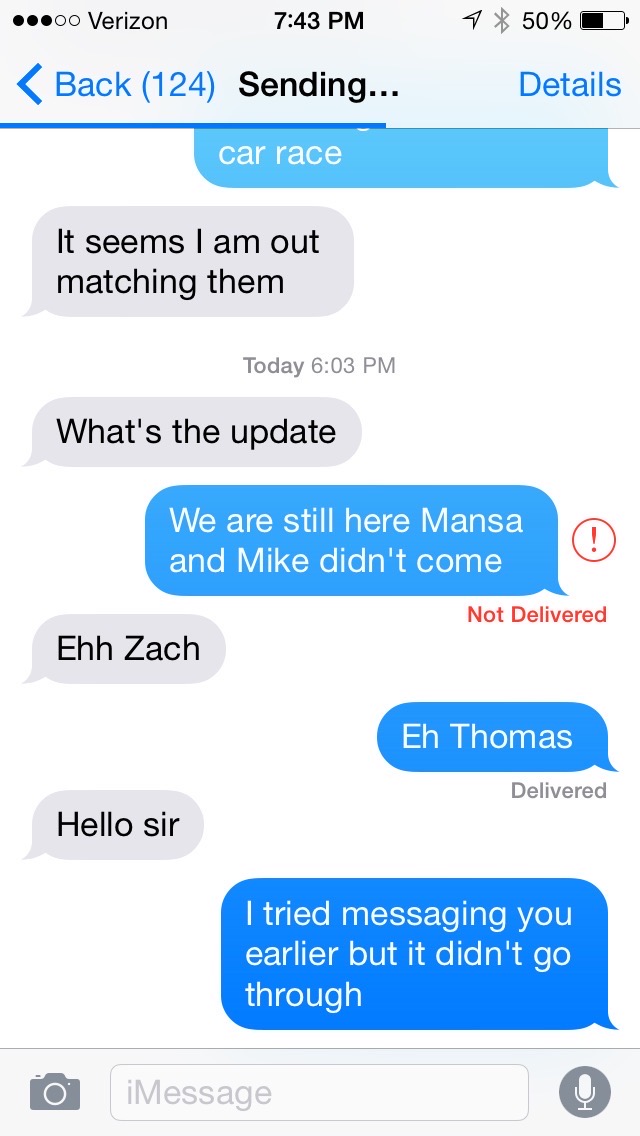 Verizon 7:43 PM 50%
Back (124) Sending... Details
car race
It seems I am out
matching them
Today 6:03 PM
What's the update
We are still here Mansa
and Mike didn't come
!
Not Delivered
Ehh Zach
Eh Thomas
Delivered
Hello sir
I tried messaging you
earlier but it didn't go
through
iMessage